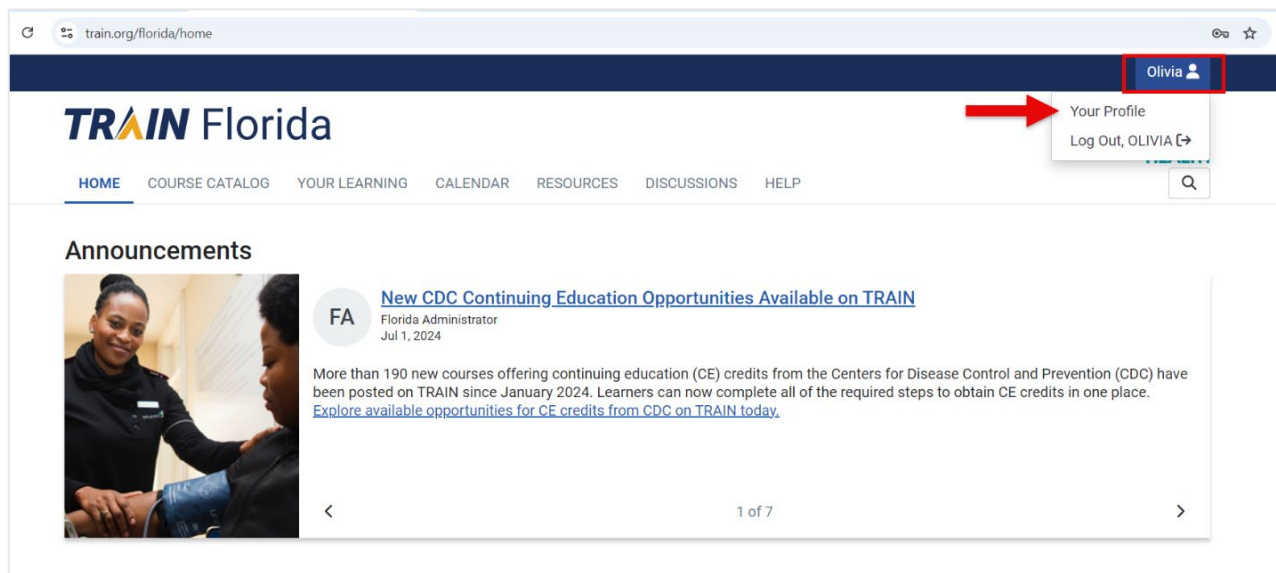 train.org/florida/home
Olivia
Your Profile
Log Out, OLIVIA
TRAIN Florida
HOME COURSE CATALOG YOUR LEARNING CALENDAR RESOURCES DISCUSSIONS HELP
Announcements
FA
New CDC Continuing Education Opportunities Available on TRAIN
Florida Administrator
Jul 1, 2024
More than 190 new courses offering continuing education (CE) credits from the Centers for Disease Control and Prevention (CDC) have
been posted on TRAIN since January 2024. Learners can now complete all of the required steps to obtain CE credits in one place.
Explore available opportunities for CE credits from CDC on TRAIN today.
1 of 7